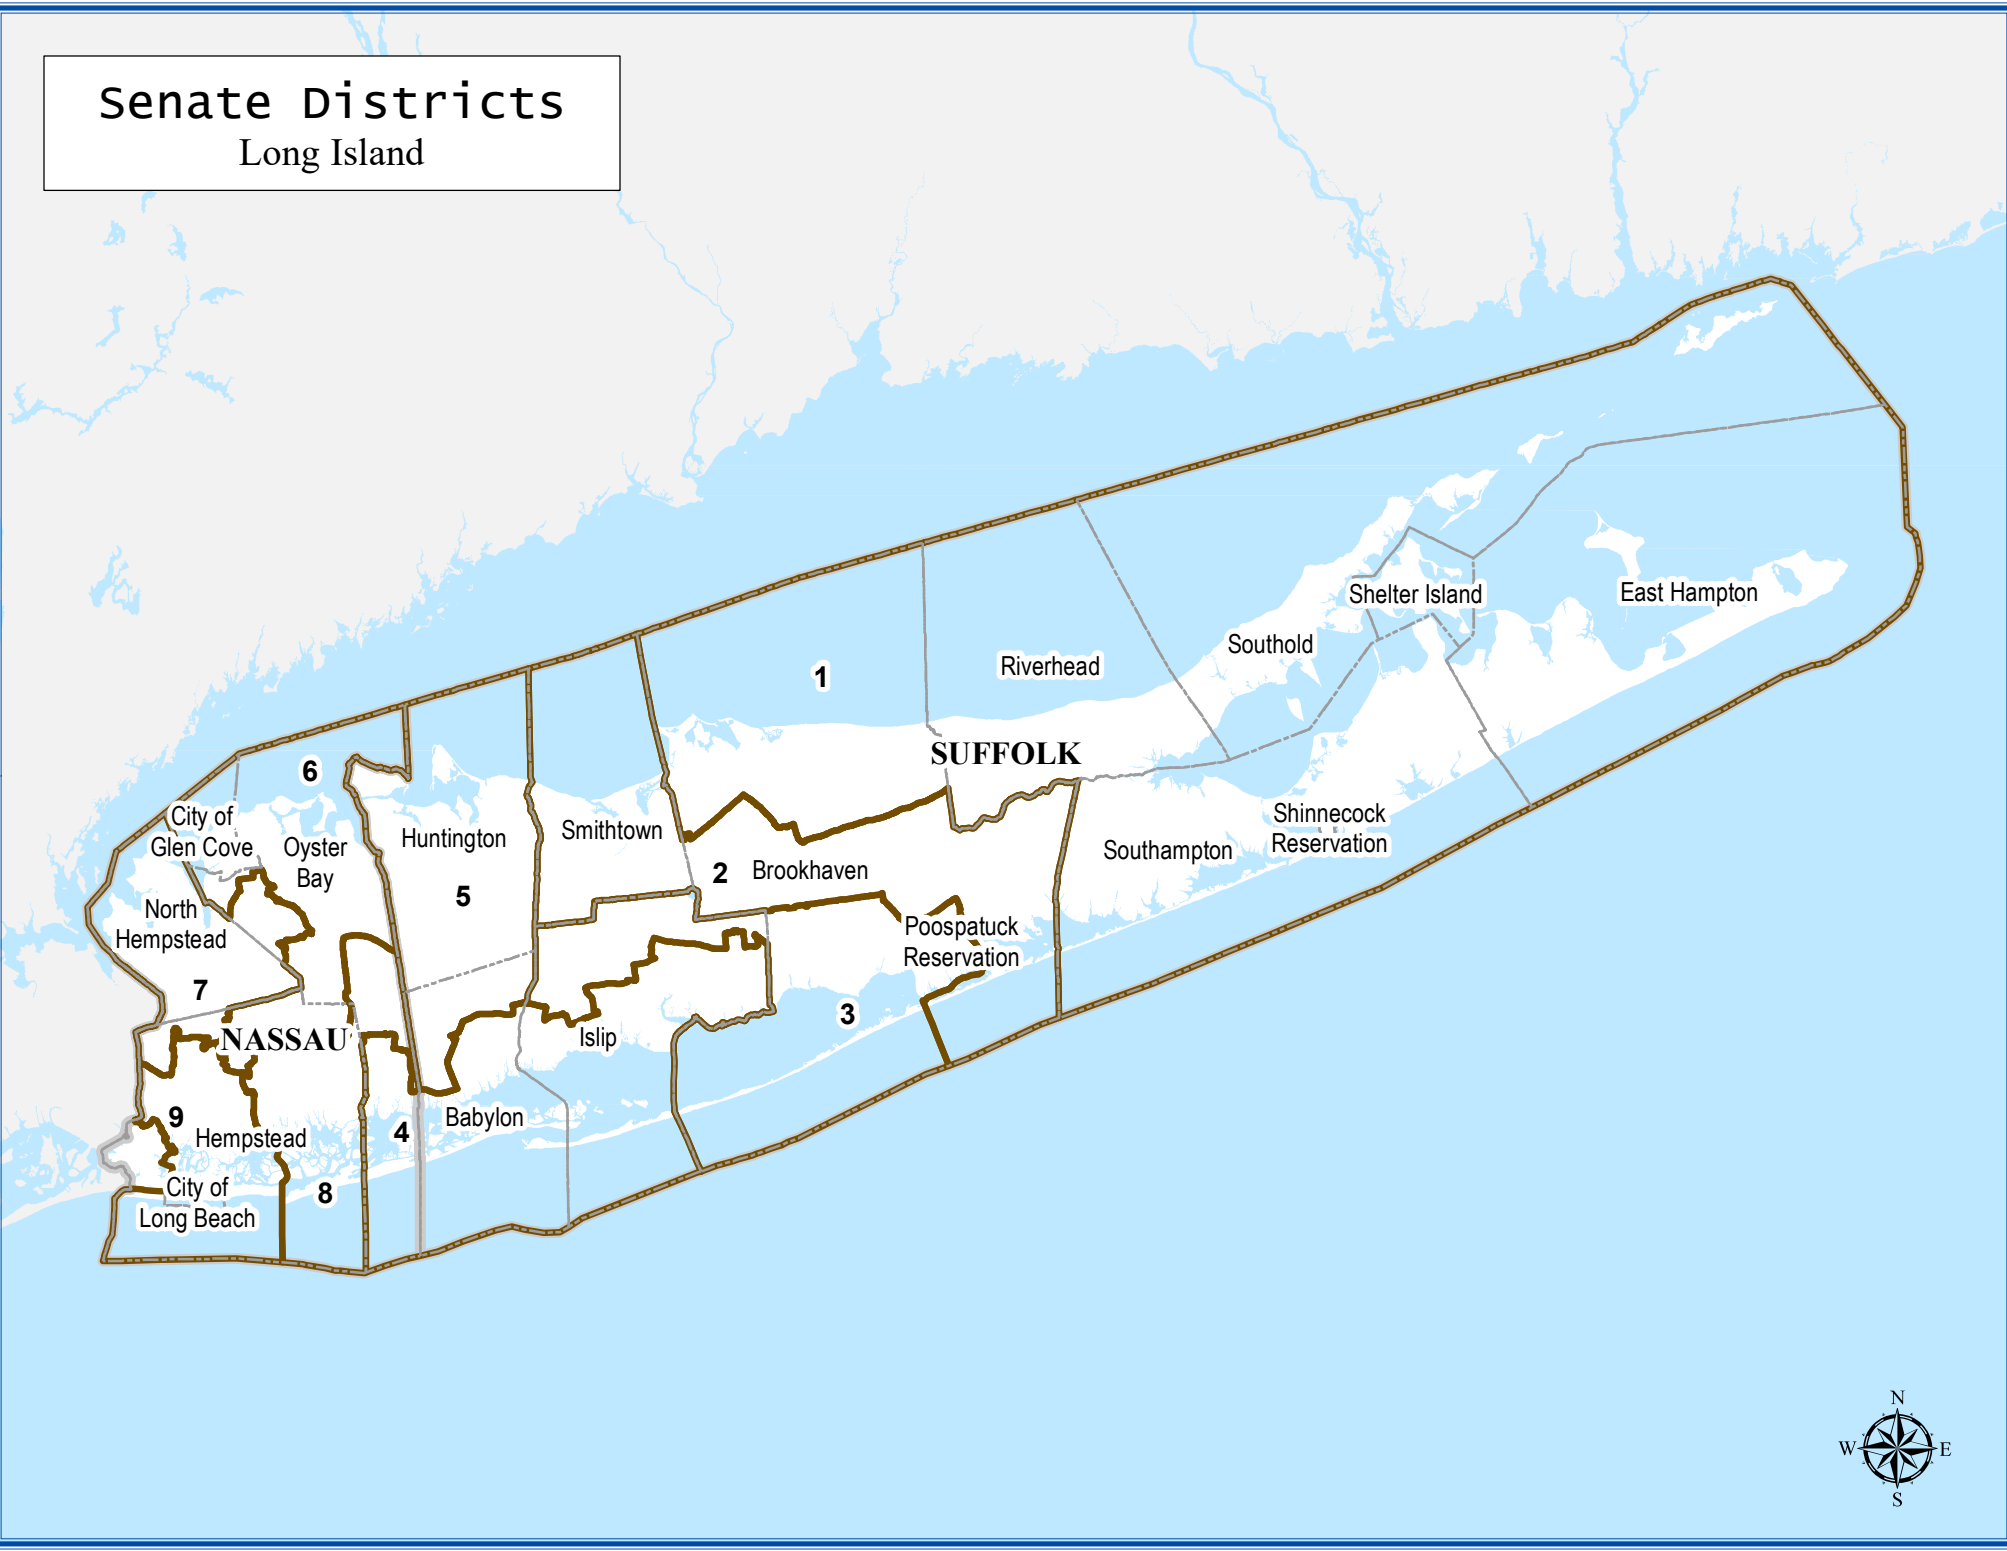 Senate Districts
Long Island
1
Riverhead
Southold
Shelter Island
East Hampton
SUFFOLK
6
City of
Glen Cove
Oyster
Bay
Huntington
Smithtown
2
Brookhaven
Southampton
Shinnecock
Reservation
5
North
Hempstead
Poospatuck
Reservation
7
3
NASSAU
Islip
9
Hempstead
4
Babylon
8
City of
Long Beach
N
W
E
S